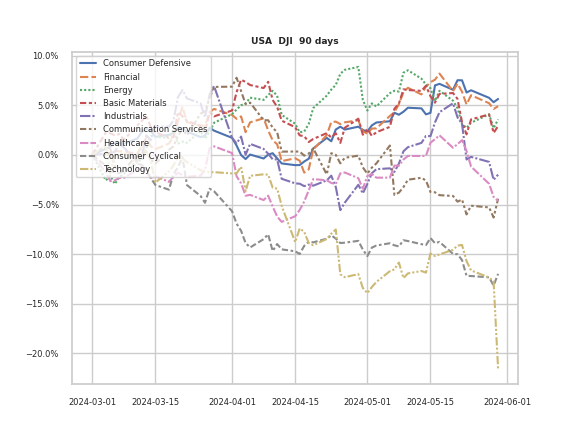 USA  DJI  90 days
10.0%
5.0%
0.0%
−5.0%
−10.0%
−15.0%
−20.0%
Consumer Defensive
Financial
Energy
Basic Materials
Industrials
Communication Services
Healthcare
Consumer Cyclical
Technology
2024-03-01 2024-03-15 2024-04-01 2024-04-15 2024-05-01 2024-05-15 2024-06-01